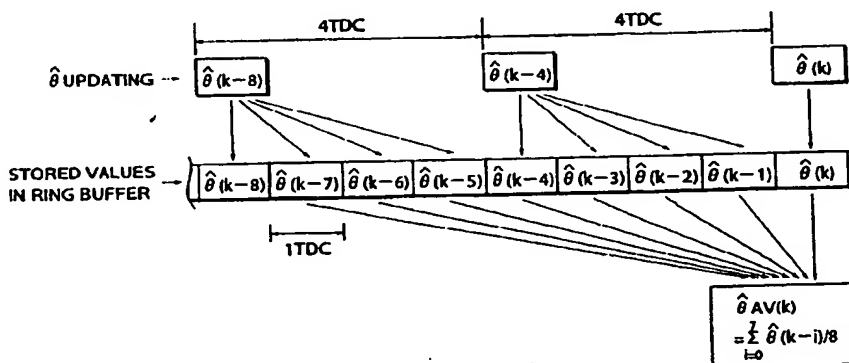 4TDC 4TDC
θ̂ UPDATING θ̂(k−8) θ̂(k−4) θ̂(k)
STORED VALUES
IN RING BUFFER
θ̂(k−8) θ̂(k−7) θ̂(k−6) θ̂(k−5) θ̂(k−4) θ̂(k−3) θ̂(k−2) θ̂(k−1) θ̂(k)
1TDC
θ̂ AV(k)
7
=Σ θ̂(k−i)/8
i=0